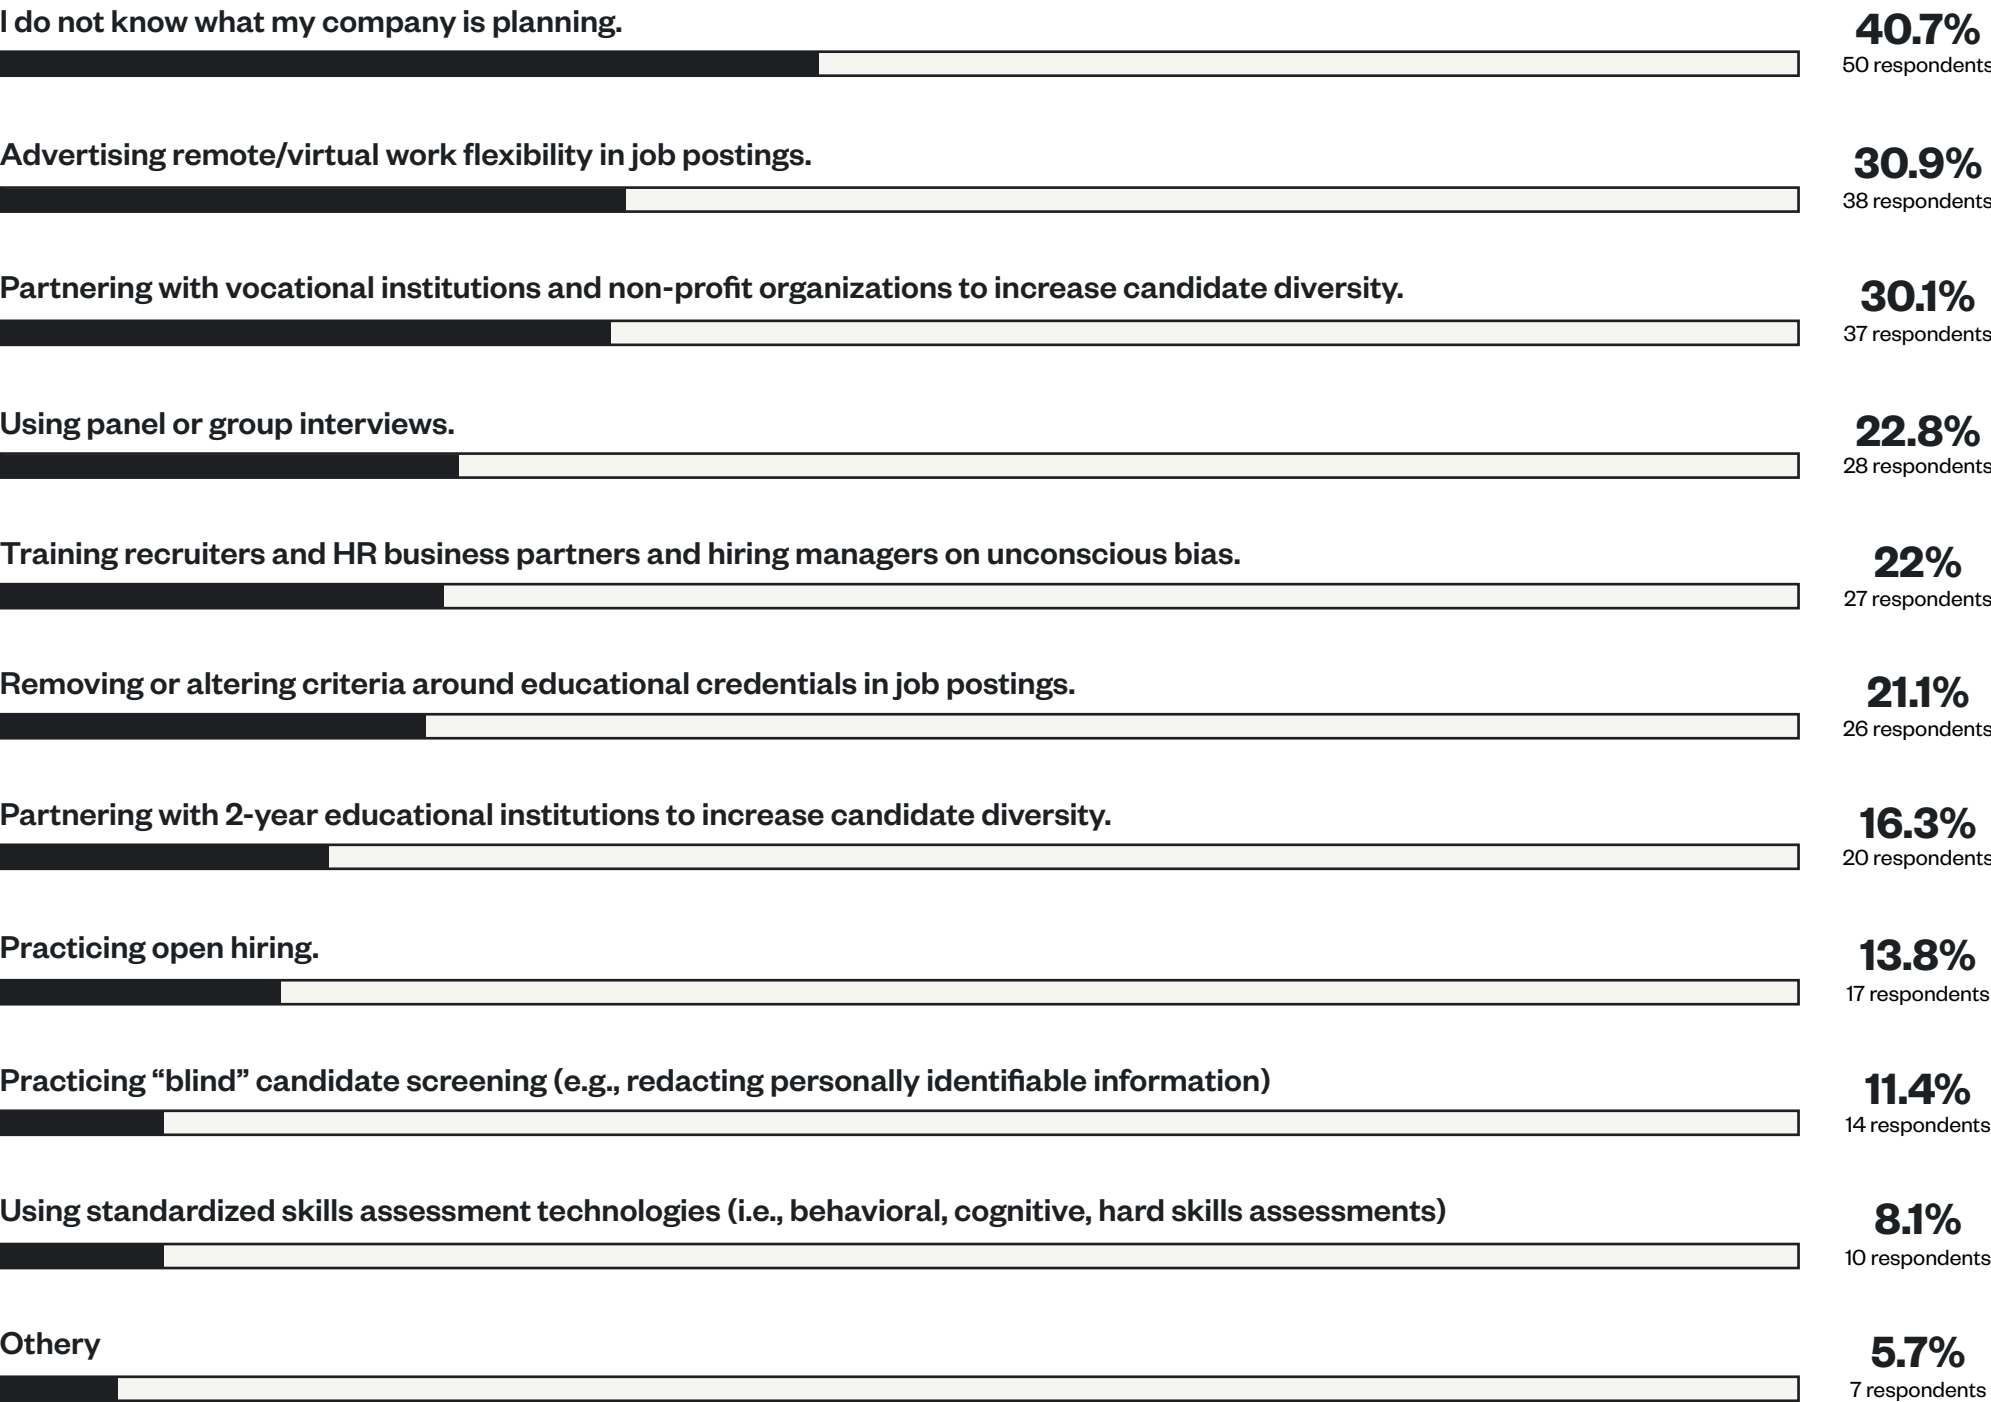 I do not know what my company is planning.
40.7%
50 respondents
Advertising remote/virtual work flexibility in job postings.
30.9%
38 respondents
Partnering with vocational institutions and non-profit organizations to increase candidate diversity.
30.1%
37 respondents
Using panel or group interviews.
22.8%
28 respondents
Training recruiters and HR business partners and hiring managers on unconscious bias.
22%
27 respondents
Removing or altering criteria around educational credentials in job postings.
21.1%
26 respondents
Partnering with 2-year educational institutions to increase candidate diversity.
16.3%
20 respondents
Practicing open hiring.
13.8%
17 respondents
Practicing “blind” candidate screening (e.g., redacting personally identifiable information)
11.4%
14 respondents
Using standardized skills assessment technologies (i.e., behavioral, cognitive, hard skills assessments)
8.1%
10 respondents
Othery
5.7%
7 respondents